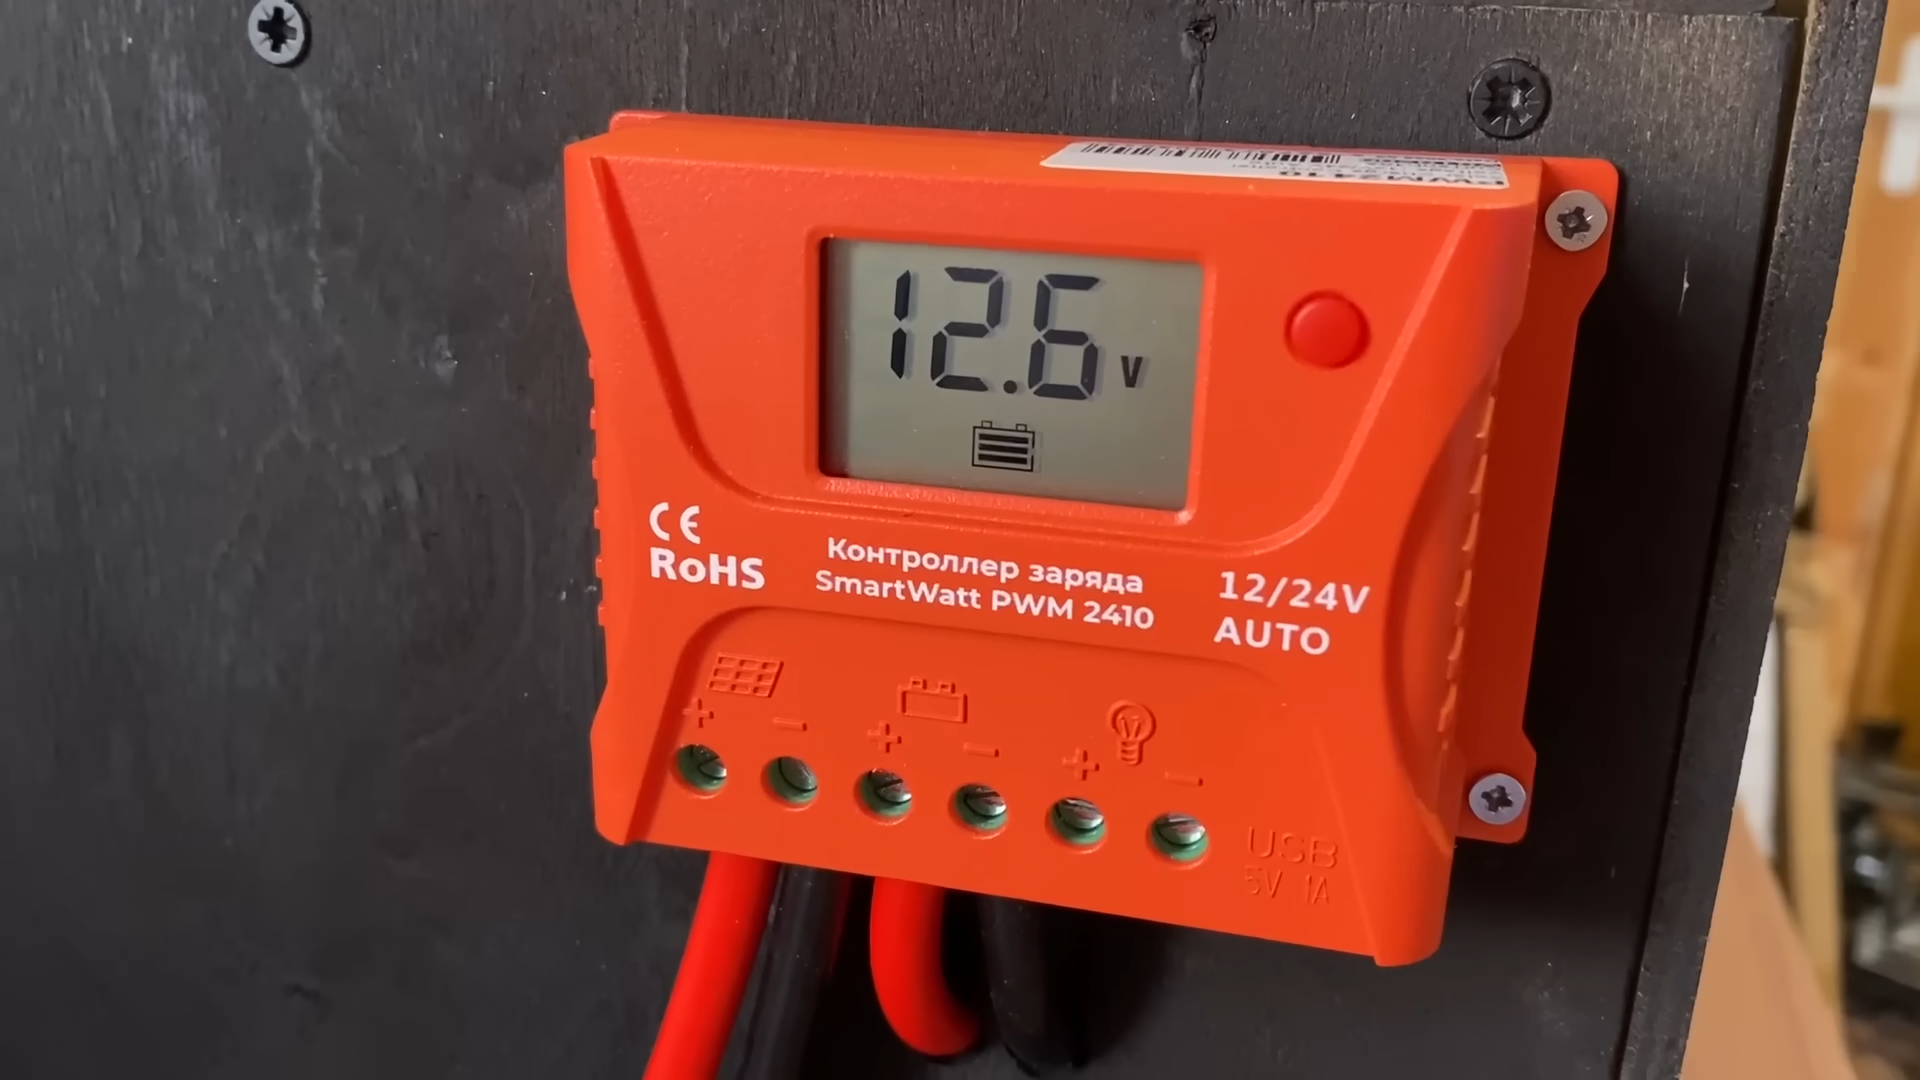 12.6 V
CE
RoHS
Контроллер заряда
SmartWatt PWM 2410
12/24V
AUTO
+ − + − + −
USB
5V 1A